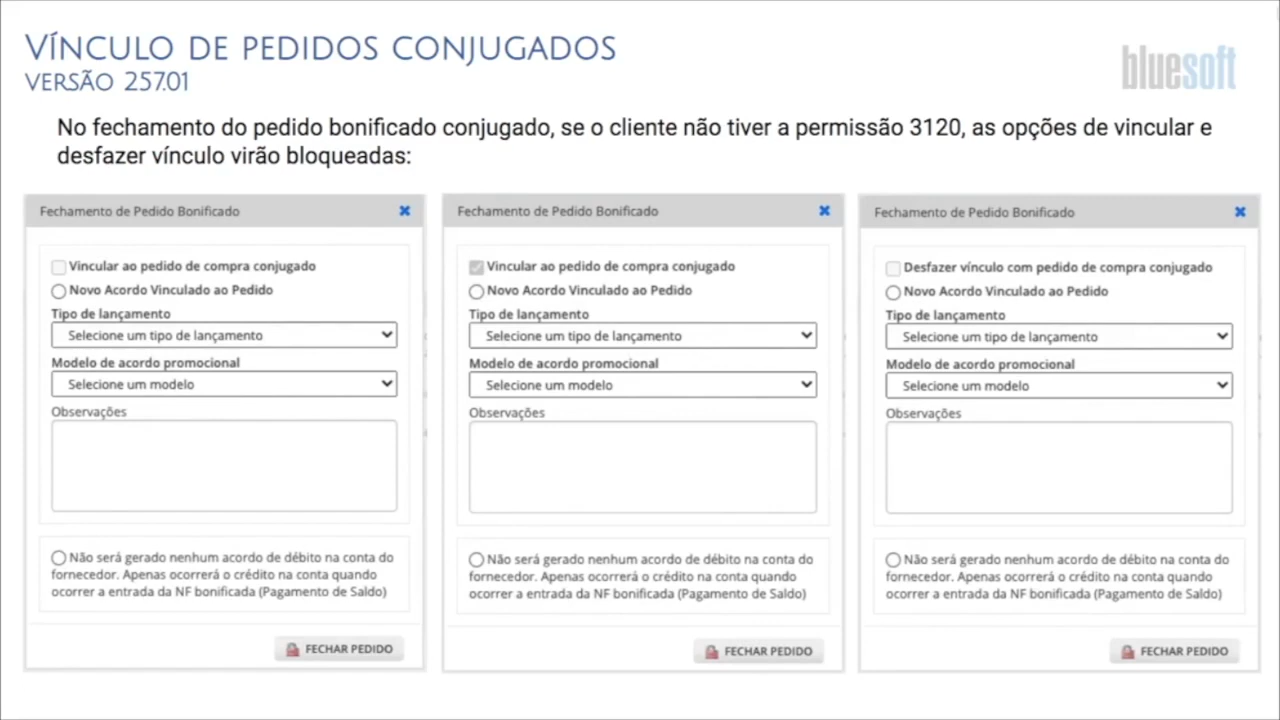 VÍNCULO DE PEDIDOS CONJUGADOS
VERSÃO 257.01
bluesoft
No fechamento do pedido bonificado conjugado, se o cliente não tiver a permissão 3120, as opções de vincular e
desfazer vínculo virão bloqueadas:
Fechamento de Pedido Bonificado
Vincular ao pedido de compra conjugado
Novo Acordo Vinculado ao Pedido
Tipo de lançamento
Selecione um tipo de lançamento
Modelo de acordo promocional
Selecione um modelo
Observações
Não será gerado nenhum acordo de débito na conta do
fornecedor. Apenas ocorrerá o crédito na conta quando
ocorrer a entrada da NF bonificada (Pagamento de Saldo)
FECHAR PEDIDO
Fechamento de Pedido Bonificado
Vincular ao pedido de compra conjugado
Novo Acordo Vinculado ao Pedido
Tipo de lançamento
Selecione um tipo de lançamento
Modelo de acordo promocional
Selecione um modelo
Observações
Não será gerado nenhum acordo de débito na conta do
fornecedor. Apenas ocorrerá o crédito na conta quando
ocorrer a entrada da NF bonificada (Pagamento de Saldo)
FECHAR PEDIDO
Fechamento de Pedido Bonificado
Desfazer vínculo com pedido de compra conjugado
Novo Acordo Vinculado ao Pedido
Tipo de lançamento
Selecione um tipo de lançamento
Modelo de acordo promocional
Selecione um modelo
Observações
Não será gerado nenhum acordo de débito na conta do
fornecedor. Apenas ocorrerá o crédito na conta quando
ocorrer a entrada da NF bonificada (Pagamento de Saldo)
FECHAR PEDIDO